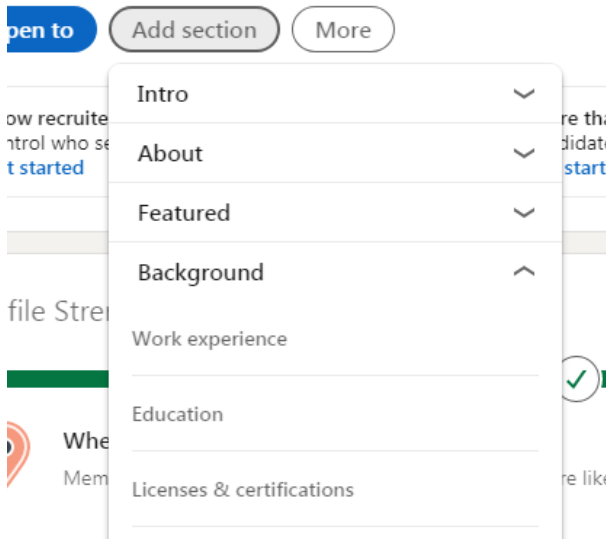 pen to Add section More
Intro
ow recruite re tha
ntrol who se didate
t started start
About
Featured
Background
file Stre
Work experience
Education
Whe
Mem re like
Licenses & certifications